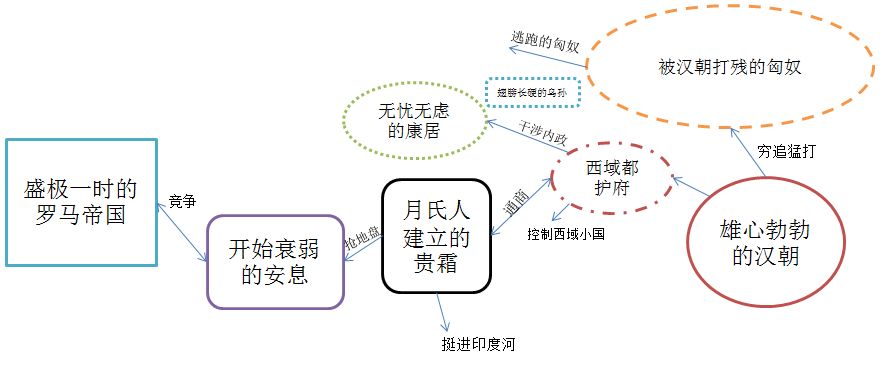 逃跑的匈奴
被汉朝打残的匈奴
翅膀长硬的乌孙
无忧无虑
的康居
干涉内政
穷追猛打
盛极一时的
罗马帝国
竞争
西域都
护府
月氏人
建立的
贵霜
通商
控制西域小国
雄心勃勃
的汉朝
开始衰弱
的安息
抢地盘
挺进印度河